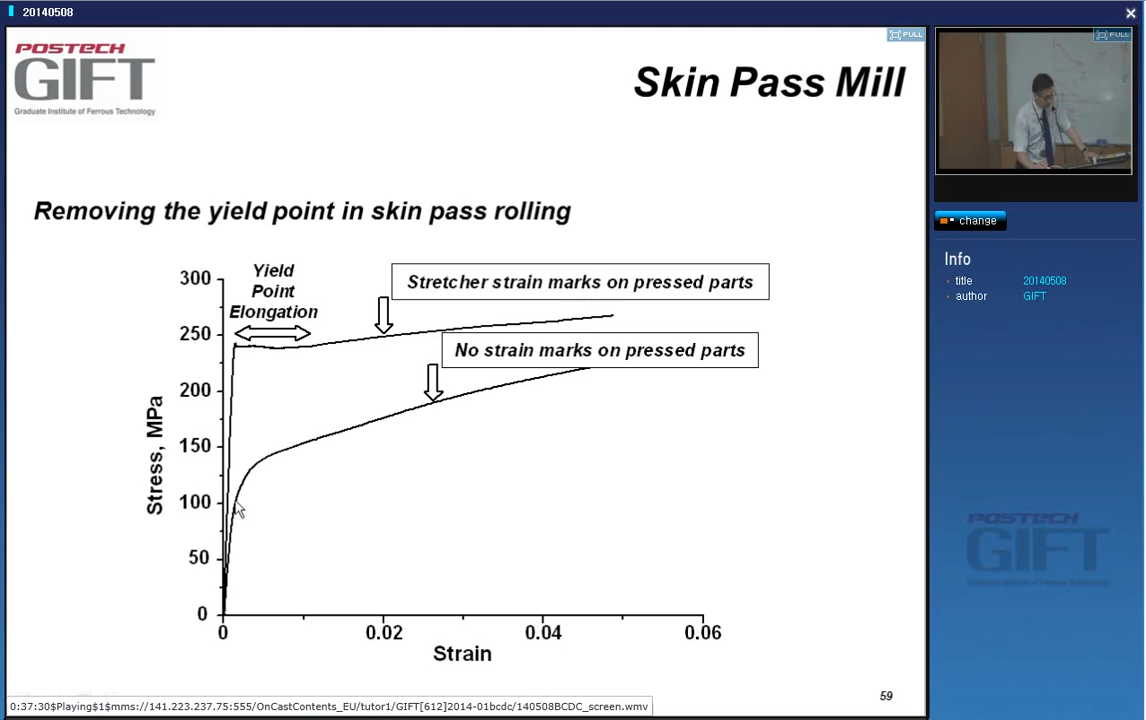 20140508
POSTECH
GIFT
Graduate Institute of Ferrous Technology
FULL
Skin Pass Mill
Removing the yield point in skin pass rolling
Yield
Point
Elongation
Stretcher strain marks on pressed parts
No strain marks on pressed parts
300
250
200
150
100
50
0
Stress, MPa
0
0.02
0.04
0.06
Strain
59
FULL
change
Info
title 20140508
author GIFT
POSTECH
GIFT
0:37:30$Playing$1$mms://141.223.237.75:555/OnCastContents_EU/tutor1/GIFT[612]2014-01bcdc/140508BCDC_screen.wmv